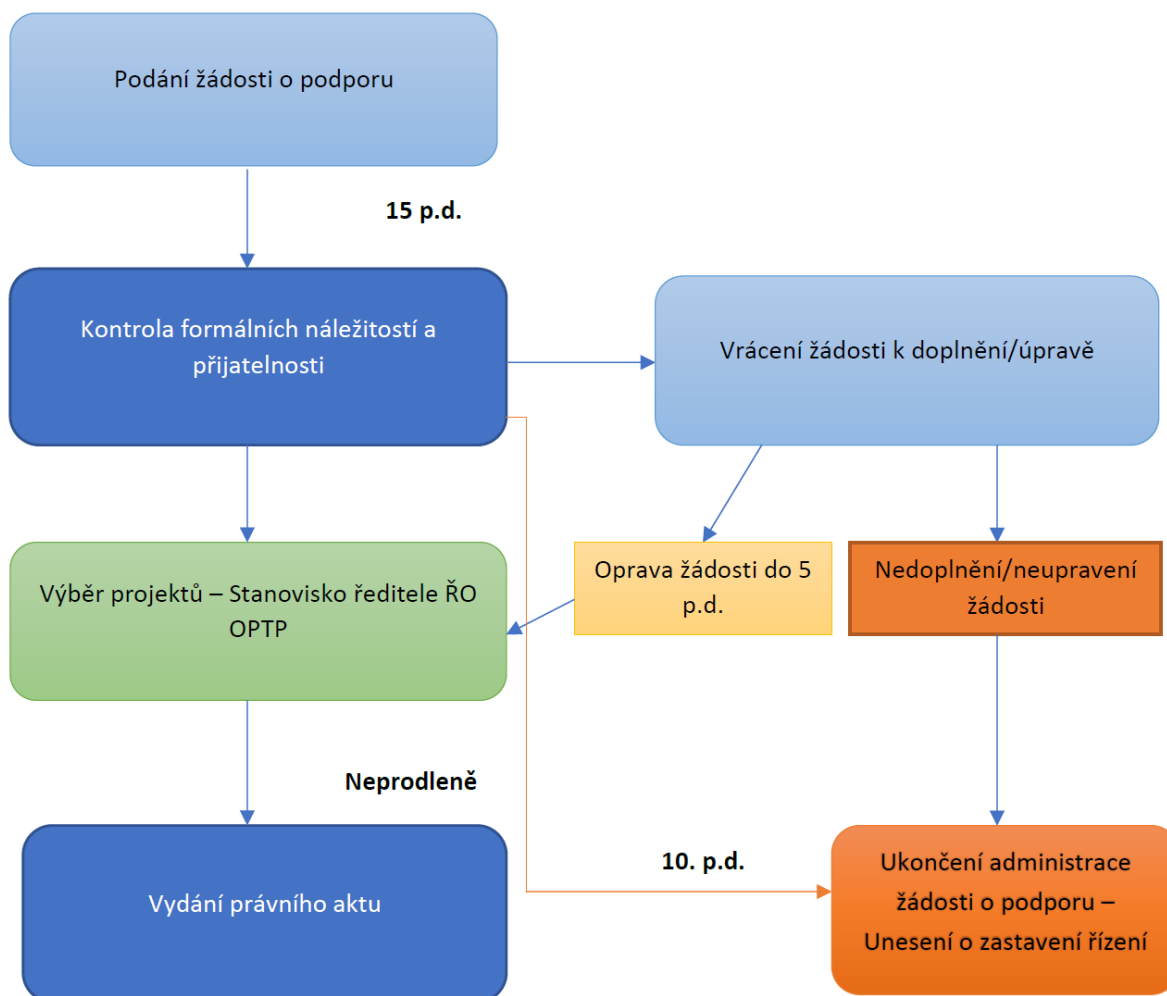 Podání žádosti o podporu
15 p.d.
Kontrola formálních náležitostí a
přijatelnosti
Vrácení žádosti k doplnění/úpravě
Oprava žádosti do 5
p.d.
Nedoplnění/neupravení
žádosti
Výběr projektů – Stanovisko ředitele ŘO
OPTP
Neprodleně
10. p.d.
Vydání právního aktu
Ukončení administrace
žádosti o podporu –
Unesení o zastavení řízení